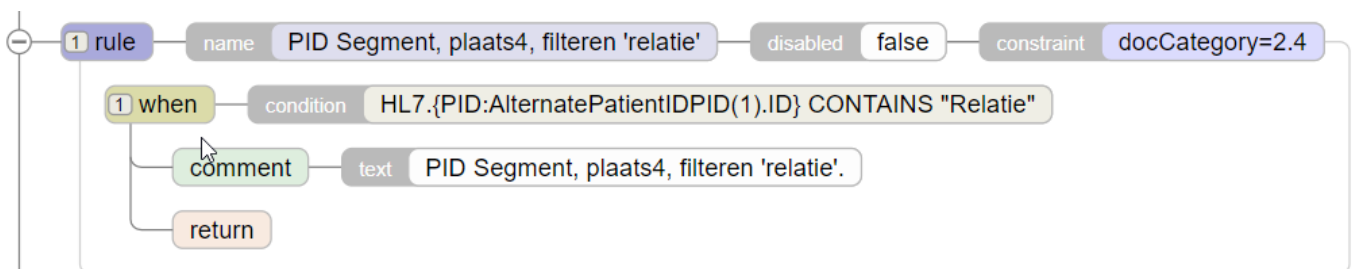 1 rule name PID Segment, plaats4, filteren 'relatie' disabled false constraint docCategory=2.4
1 when condition HL7.{PID:AlternatePatientIDPID(1).ID} CONTAINS "Relatie"
comment text PID Segment, plaats4, filteren 'relatie'.
return